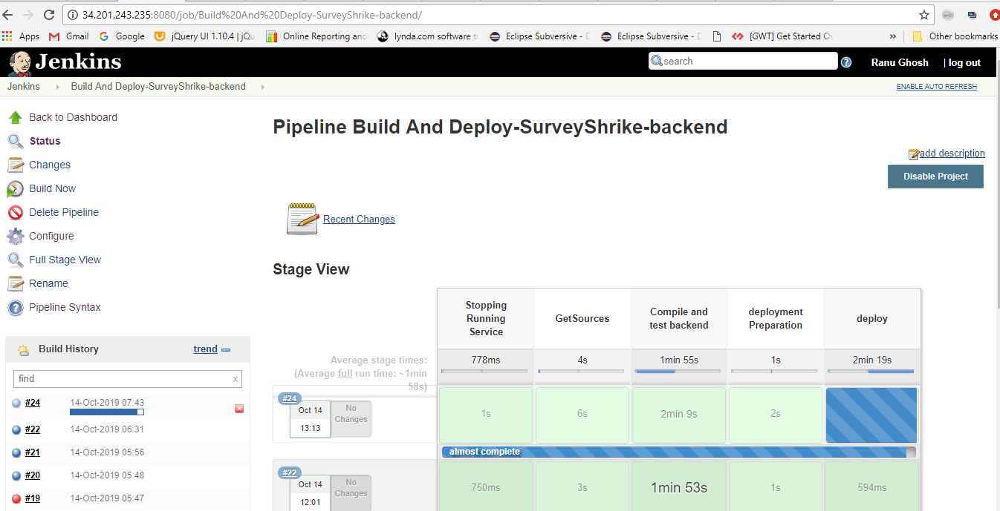 34.201.243.235:8080/job/Build%20And%20Deploy-SurveyShrike-backend/
Apps Gmail Google jQuery UI 1.10.4 | jQu Online Reporting and lynda.com software t Eclipse Subversive - Eclipse Subversive - [GWT] Get Started O » Other bookmarks
Jenkins
search
Ranu Ghosh | log out
Jenkins Build And Deploy-SurveyShrike-backend
ENABLE AUTO REFRESH
Back to Dashboard
Status
Changes
Build Now
Delete Pipeline
Configure
Full Stage View
Rename
Pipeline Syntax
Build History trend
find x
#24 14-Oct-2019 07:43
#22 14-Oct-2019 06:31
#21 14-Oct-2019 05:56
#20 14-Oct-2019 05:48
#19 14-Oct-2019 05:47
Pipeline Build And Deploy-SurveyShrike-backend
add description
Disable Project
Recent Changes
Stage View
Stopping
Running
Service
GetSources
Compile and
test backend
deployment
Preparation
deploy
Average stage times:
(Average full run time: ~1min
58s)
778ms 4s 1min 55s 1s 2min 19s
#24
Oct 14
13:13
No
Changes
1s 6s 2min 9s 2s
almost complete
#22
Oct 14
12:01
No
Changes
750ms 3s 1min 53s 1s 594ms